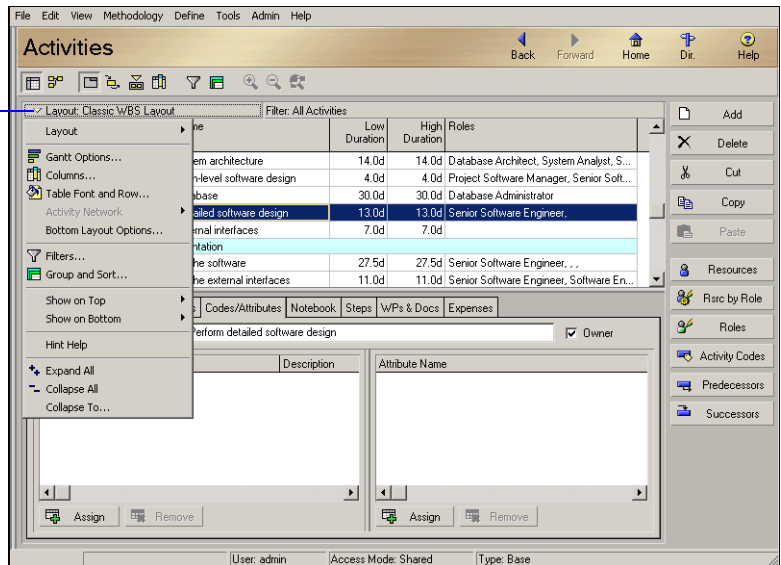 File Edit View Methodology Define Tools Admin Help
Activities
Back Forward Home Dir. Help
Layout: Classic WBS Layout Filter: All Activities
Low Duration High Duration Roles
14.0d 14.0d Database Architect, System Analyst, S...
4.0d 4.0d Project Software Manager, Senior Soft...
30.0d 30.0d Database Administrator
13.0d 13.0d Senior Software Engineer,
7.0d 7.0d
27.5d 27.5d Senior Software Engineer, , ,
11.0d 11.0d Senior Software Engineer, Software En...
em architecture
-level software design
abase
ailed software design
rnal interfaces
ntation
he software
he external interfaces
Layout
Gantt Options...
Columns...
Table Font and Row...
Activity Network
Bottom Layout Options...
Filters...
Group and Sort...
Show on Top
Show on Bottom
Hint Help
Expand All
Collapse All
Collapse To...
s Codes/Attributes Notebook Steps WPs & Docs Expenses
Perform detailed software design Owner
Description
Attribute Name
Assign Remove
Assign Remove
Add
Delete
Cut
Copy
Paste
Resources
Rsrc by Role
Roles
Activity Codes
Predecessors
Successors
User: admin Access Mode: Shared Type: Base